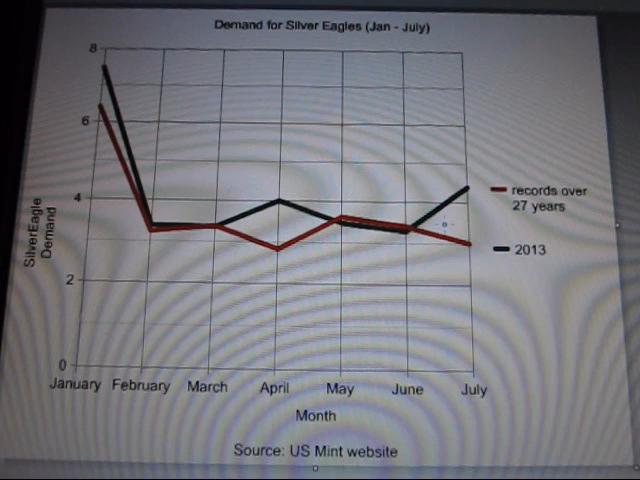 Demand for Silver Eagles (Jan - July)
8
6
4
2
0
SilverEagle
Demand
records over
27 years
2013
January February March April May June July
Month
Source: US Mint website